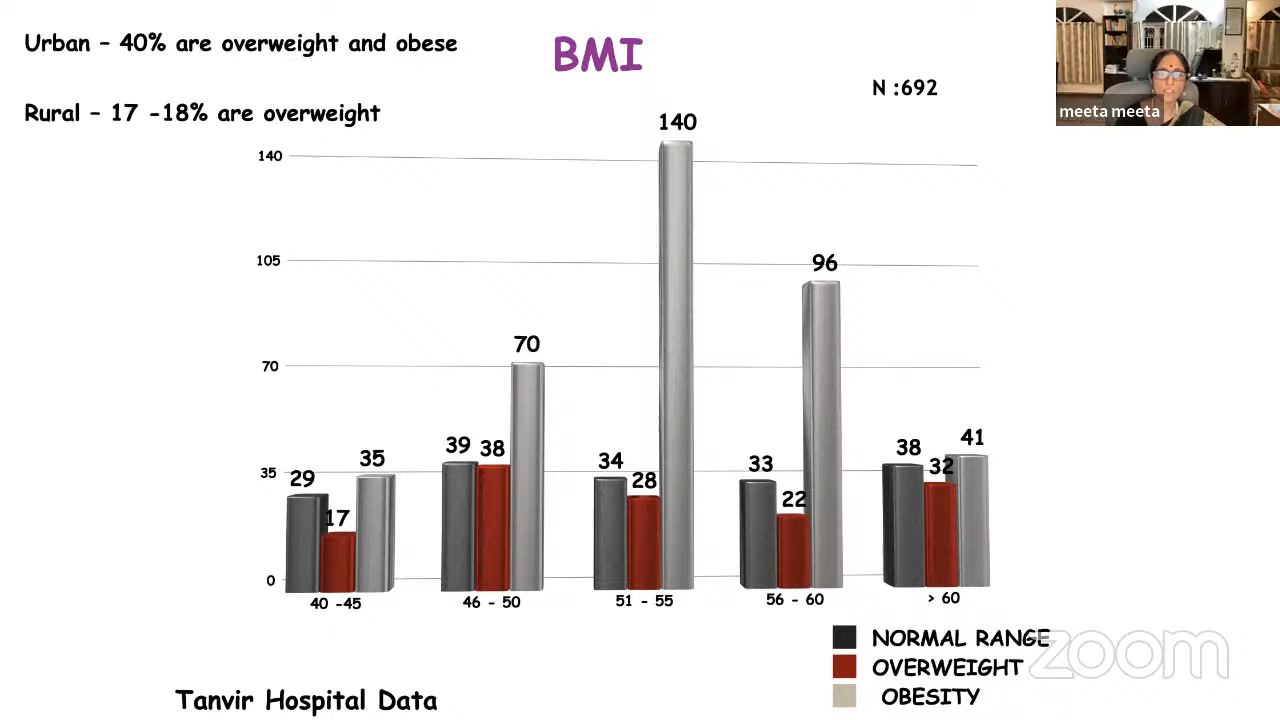 Urban – 40% are overweight and obese
BMI
N :692
Rural – 17 -18% are overweight
meeta meeta
140
105
70
35
0
29
17
35
39
38
70
34
28
140
33
22
96
38
32
41
40 -45
46 - 50
51 - 55
56 - 60
> 60
NORMAL RANGE
OVERWEIGHT
OBESITY
zoom
Tanvir Hospital Data